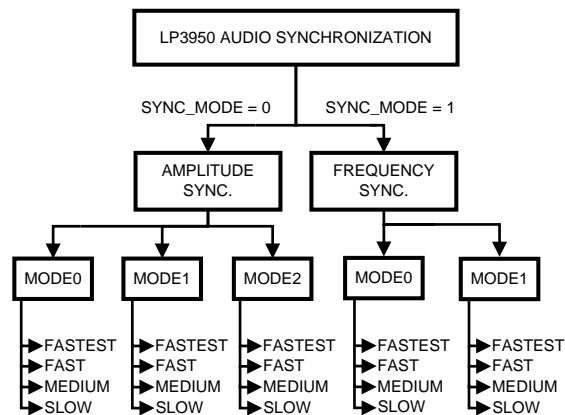 LP3950 AUDIO SYNCHRONIZATION
SYNC_MODE = 0 SYNC_MODE = 1
AMPLITUDE SYNC.
FREQUENCY SYNC.
MODE0 MODE1 MODE2 MODE0 MODE1
FASTEST FASTEST FASTEST FASTEST FASTEST
FAST FAST FAST FAST FAST
MEDIUM MEDIUM MEDIUM MEDIUM MEDIUM
SLOW SLOW SLOW SLOW SLOW